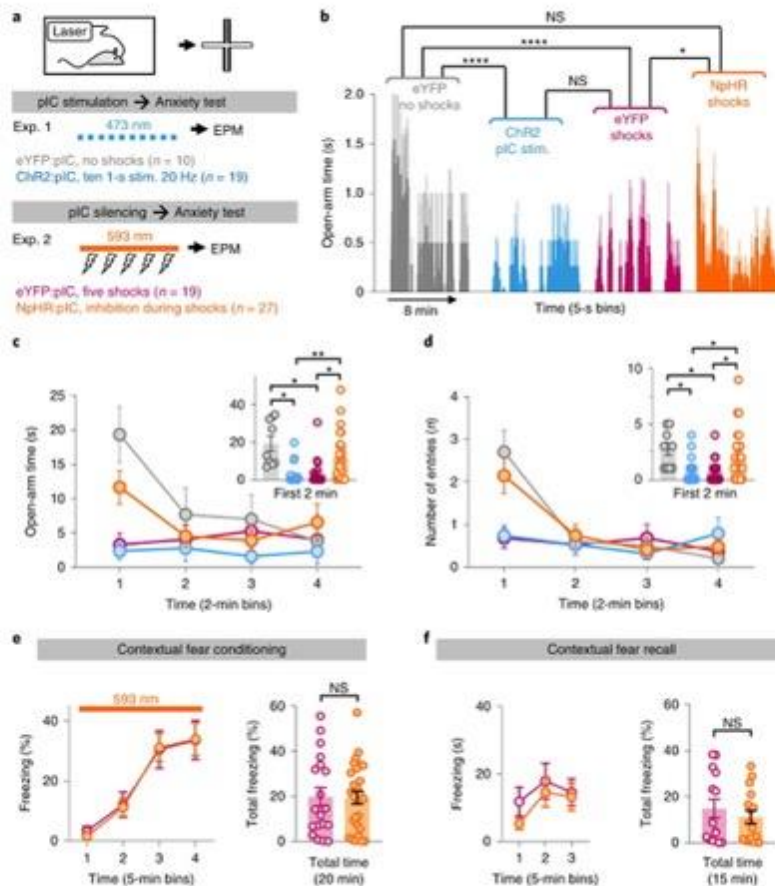 a
Laser
pIC stimulation → Anxiety test
Exp. 1
473 nm
EPM
eYFP:pIC, no shocks (n = 10)
ChR2:pIC, ten 1-s stim. 20 Hz (n = 19)
pIC silencing → Anxiety test
Exp. 2
593 nm
EPM
eYFP:pIC, five shocks (n = 19)
NpHR:pIC, inhibition during shocks (n = 27)
b
NS
****
****
NS
*
eYFP
no shocks
ChR2
pIC stim.
eYFP
shocks
NpHR
shocks
Open-arm time (s)
2.0
1.5
1.0
0.5
0
8 min
Time (5-s bins)
c
Open-arm time (s)
25
20
15
10
5
0
1 2 3 4
Time (2-min bins)
**
*
*
*
40
20
0
First 2 min
d
Number of entries (n)
4
3
2
1
0
1 2 3 4
Time (2-min bins)
*
*
*
*
10
5
0
First 2 min
e
Contextual fear conditioning
593 nm
Freezing (%)
40
20
0
1 2 3 4
Time (5-min bins)
NS
Total freezing (%)
60
40
20
0
Total time
(20 min)
f
Contextual fear recall
Freezing (s)
60
40
20
0
1 2 3
Time (5-min bins)
NS
Total freezing (%)
60
40
20
0
Total time
(15 min)